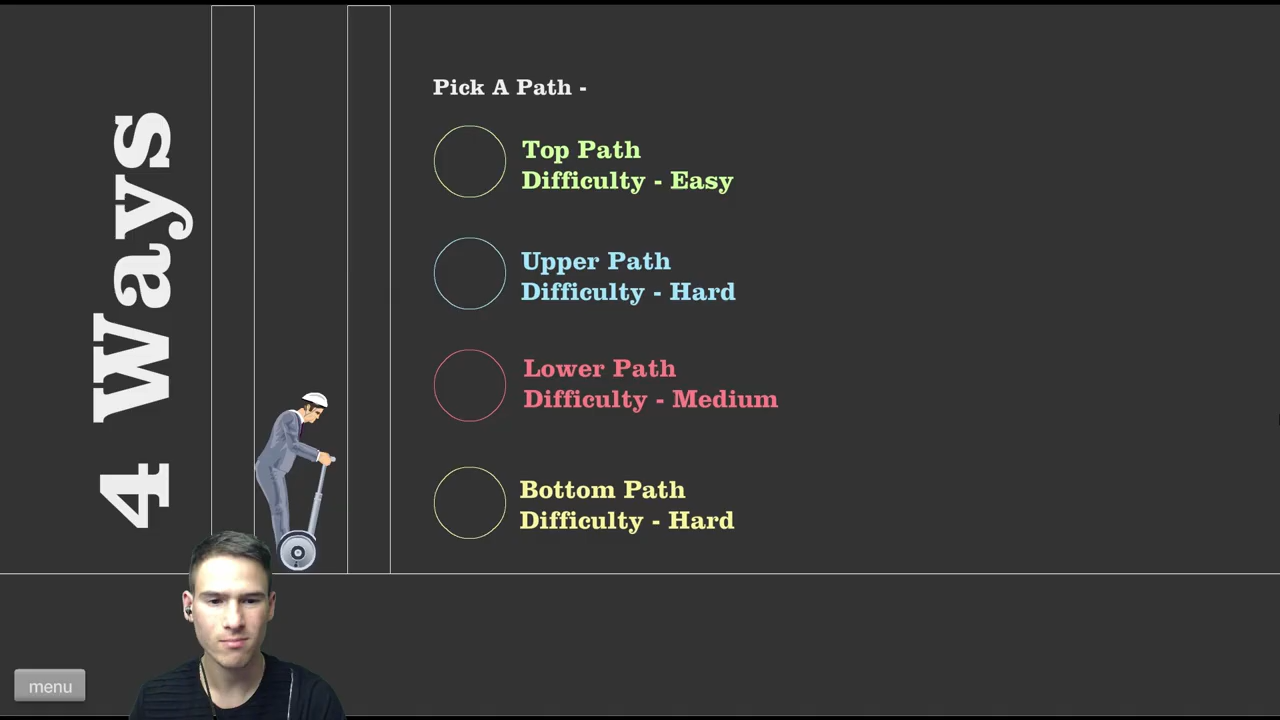 4 Ways
Pick A Path -
Top Path
Difficulty - Easy
Upper Path
Difficulty - Hard
Lower Path
Difficulty - Medium
Bottom Path
Difficulty - Hard
menu